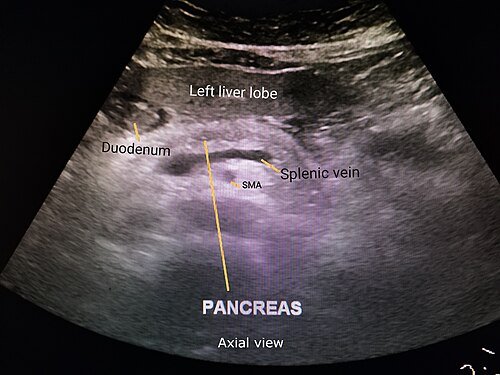 Left liver lobe
Duodenum
Splenic vein
SMA
PANCREAS
Axial view